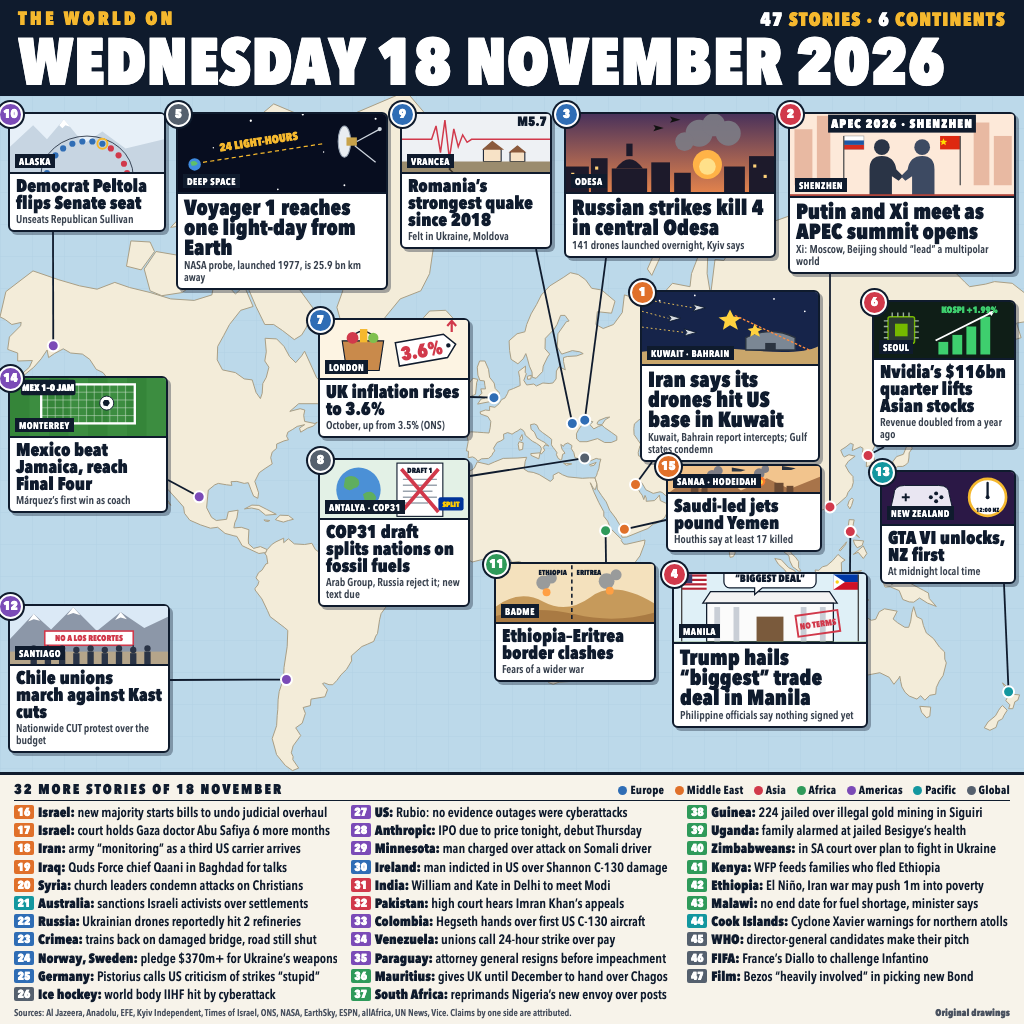 THE WORLD ON
47 STORIES · 6 CONTINENTS
WEDNESDAY 18 NOVEMBER 2026
10
ALASKA
Democrat Peltola
flips Senate seat
Unseats Republican Sullivan
5
24 LIGHT-HOURS
DEEP SPACE
Voyager 1 reaches
one light-day from
Earth
NASA probe, launched 1977, is 25.9 bn km
away
9
M5.7
VRANCEA
Romania's
strongest quake
since 2018
Felt in Ukraine, Moldova
3
ODESA
Russian strikes kill 4
in central Odesa
141 drones launched overnight, Kyiv says
2
APEC 2026 · SHENZHEN
SHENZHEN
Putin and Xi meet as
APEC summit opens
Xi: Moscow, Beijing should “lead” a multipolar
world
7
3.6%
LONDON
UK inflation rises
to 3.6%
October, up from 3.5% (ONS)
1
KUWAIT · BAHRAIN
Iran says its
drones hit US
base in Kuwait
Kuwait, Bahrain report intercepts; Gulf
states condemn
6
KOSPI +1.99%
SEOUL
Nvidia’s $116bn
quarter lifts
Asian stocks
Revenue doubled from a year
ago
14
MEX 1-0 JAM
MONTERREY
Mexico beat
Jamaica, reach
Final Four
Márquez’s first win as coach
8
DRAFT 1
SPLIT
ANTALYA · COP31
COP31 draft
splits nations on
fossil fuels
Arab Group, Russia reject it; new
text due
15
SANAA · HODEIDAH
Saudi-led jets
pound Yemen
Houthis say at least 17 killed
13
12:00 NZ
NEW ZEALAND
GTA VI unlocks,
NZ first
At midnight local time
11
ETHIOPIA
ERITREA
BADME
Ethiopia–Eritrea
border clashes
Fears of a wider war
4
“BIGGEST DEAL”
NO TERMS
MANILA
Trump hails
“biggest” trade
deal in Manila
Philippine officials say nothing signed yet
12
NO A LOS RECORTES
SANTIAGO
Chile unions
march against Kast
cuts
Nationwide CUT protest over the
budget
32 MORE STORIES OF 18 NOVEMBER
Europe
Middle East
Asia
Africa
Americas
Pacific
Global
16 Israel: new majority starts bills to undo judicial overhaul
17 Israel: court holds Gaza doctor Abu Safiya 6 more months
18 Iran: army “monitoring” as a third US carrier arrives
19 Iraq: Quds Force chief Qaani in Baghdad for talks
20 Syria: church leaders condemn attacks on Christians
21 Australia: sanctions Israeli activists over settlements
22 Russia: Ukrainian drones reportedly hit 2 refineries
23 Crimea: trains back on damaged bridge, road still shut
24 Norway, Sweden: pledge $370m+ for Ukraine’s weapons
25 Germany: Pistorius calls US criticism of strikes “stupid”
26 Ice hockey: world body IIHF hit by cyberattack
27 US: Rubio: no evidence outages were cyberattacks
28 Anthropic: IPO due to price tonight, debut Thursday
29 Minnesota: man charged over attack on Somali driver
30 Ireland: man indicted in US over Shannon C-130 damage
31 India: William and Kate in Delhi to meet Modi
32 Pakistan: high court hears Imran Khan’s appeals
33 Colombia: Hegseth hands over first US C-130 aircraft
34 Venezuela: unions call 24-hour strike over pay
35 Paraguay: attorney general resigns before impeachment
36 Mauritius: gives UK until December to hand over Chagos
37 South Africa: reprimands Nigeria’s new envoy over posts
38 Guinea: 224 jailed over illegal gold mining in Siguiri
39 Uganda: family alarmed at jailed Besigye’s health
40 Zimbabweans: in SA court over plan to fight in Ukraine
41 Kenya: WFP feeds families who fled Ethiopia
42 Ethiopia: El Niño, Iran war may push 1m into poverty
43 Malawi: no end date for fuel shortage, minister says
44 Cook Islands: Cyclone Xavier warnings for northern atolls
45 WHO: director-general candidates make their pitch
46 FIFA: France’s Diallo to challenge Infantino
47 Film: Bezos “heavily involved” in picking new Bond
Sources: Al Jazeera, Anadolu, EFE, Kyiv Independent, Times of Israel, ONS, NASA, EarthSky, ESPN, allAfrica, UN News, Vice. Claims by one side are attributed.
Original drawings